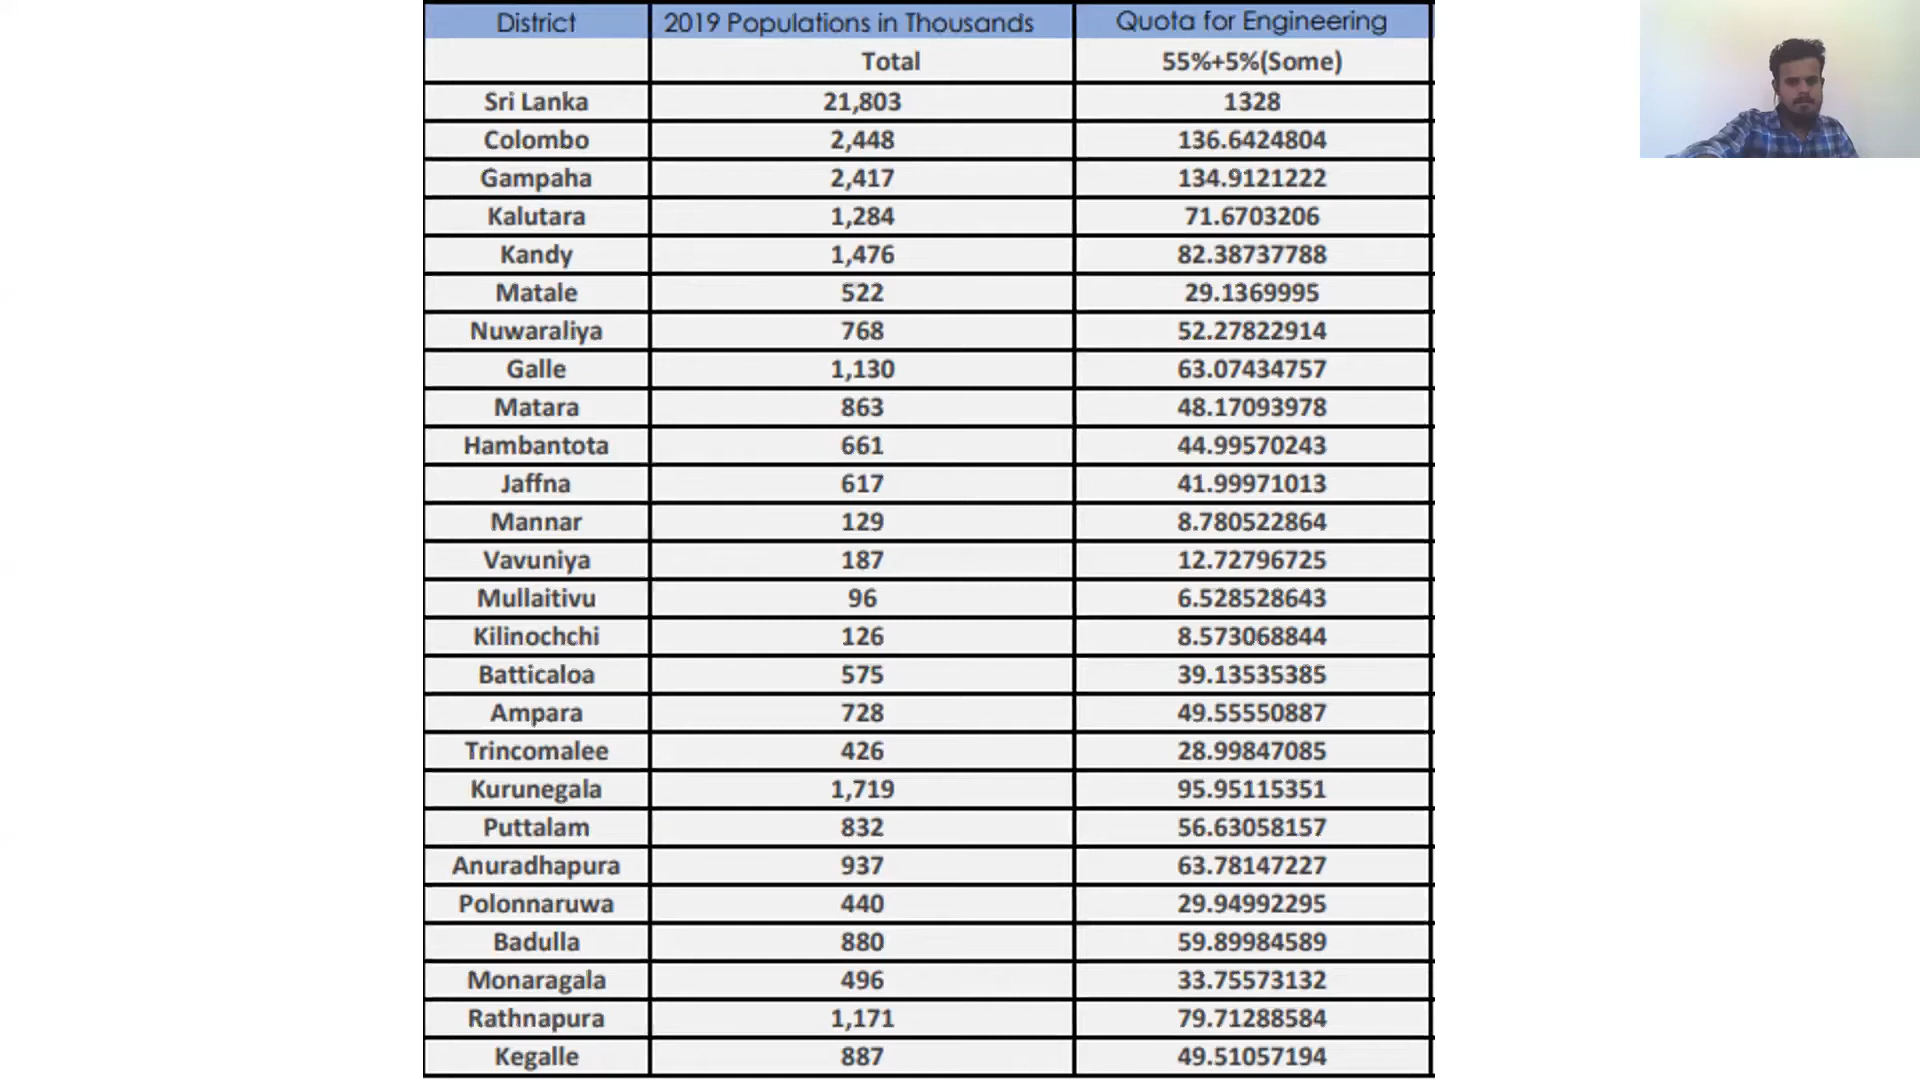 District 2019 Populations in Thousands Quota for Engineering
Total 55%+5%(Some)
Sri Lanka 21,803 1328
Colombo 2,448 136.6424804
Gampaha 2,417 134.9121222
Kalutara 1,284 71.6703206
Kandy 1,476 82.38737788
Matale 522 29.1369995
Nuwaraliya 768 52.27822914
Galle 1,130 63.07434757
Matara 863 48.17093978
Hambantota 661 44.99570243
Jaffna 617 41.99971013
Mannar 129 8.780522864
Vavuniya 187 12.72796725
Mullaitivu 96 6.528528643
Kilinochchi 126 8.573068844
Batticaloa 575 39.13535385
Ampara 728 49.55550887
Trincomalee 426 28.99847085
Kurunegala 1,719 95.95115351
Puttalam 832 56.63058157
Anuradhapura 937 63.78147227
Polonnaruwa 440 29.94992295
Badulla 880 59.89984589
Monaragala 496 33.75573132
Rathnapura 1,171 79.71288584
Kegalle 887 49.51057194